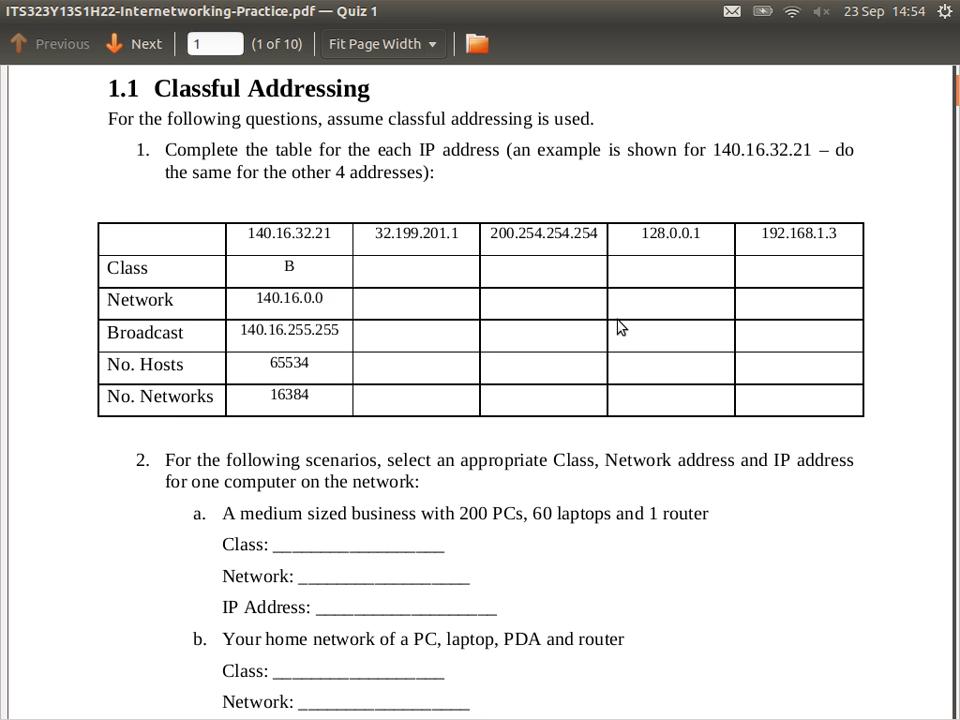 ITS323Y13S1H22-Internetworking-Practice.pdf — Quiz 1 23 Sep 14:54
Previous Next 1 (1 of 10) Fit Page Width
1.1 Classful Addressing
For the following questions, assume classful addressing is used.
1. Complete the table for the each IP address (an example is shown for 140.16.32.21 – do
the same for the other 4 addresses):
140.16.32.21 32.199.201.1 200.254.254.254 128.0.0.1 192.168.1.3
Class B
Network 140.16.0.0
Broadcast 140.16.255.255
No. Hosts 65534
No. Networks 16384
2. For the following scenarios, select an appropriate Class, Network address and IP address
for one computer on the network:
a. A medium sized business with 200 PCs, 60 laptops and 1 router
Class: __________________
Network: __________________
IP Address: ___________________
b. Your home network of a PC, laptop, PDA and router
Class: __________________
Network: __________________